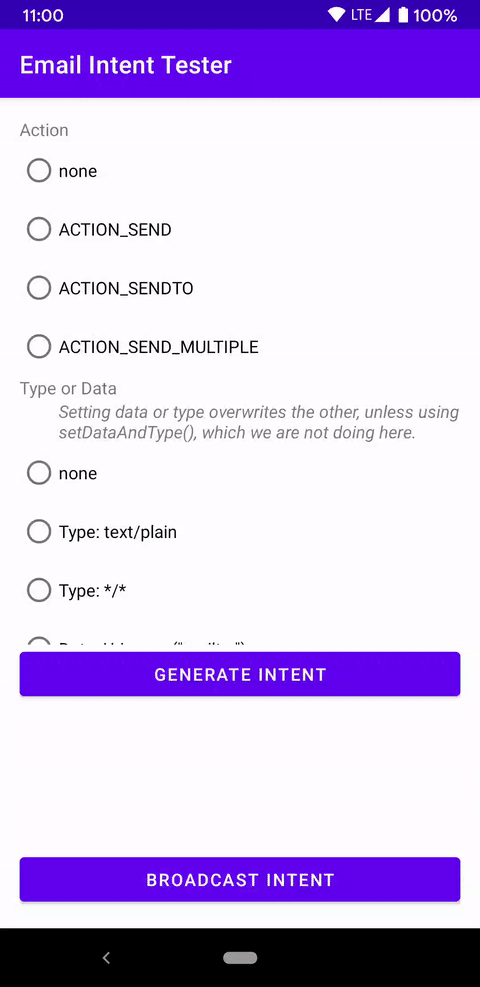 11:00 LTE 100%
Email Intent Tester
Action
none
ACTION_SEND
ACTION_SENDTO
ACTION_SEND_MULTIPLE
Type or Data
Setting data or type overwrites the other, unless using
setDataAndType(), which we are not doing here.
none
Type: text/plain
Type: */*
GENERATE INTENT
BROADCAST INTENT